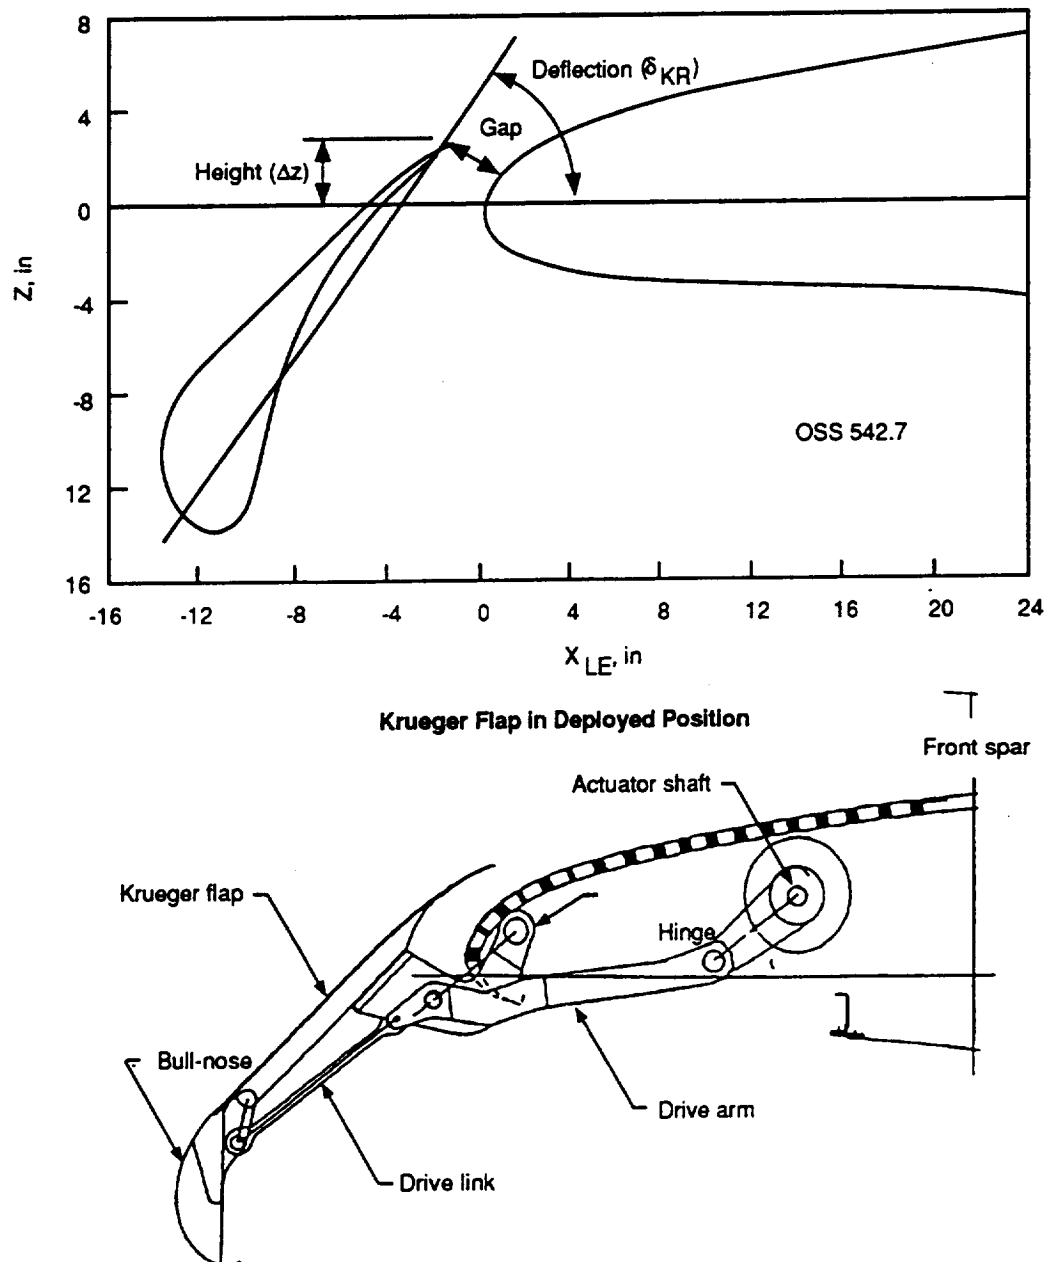 8
4
0
-4
-8
12
16
Z, in
Deflection (δKR)
Gap
Height (Δz)
OSS 542.7
-16 -12 -8 -4 0 4 8 12 16 20 24
X LE, in
Krueger Flap in Deployed Position
Front spar
Actuator shaft
Krueger flap
Hinge
Bull-nose
Drive arm
Drive link